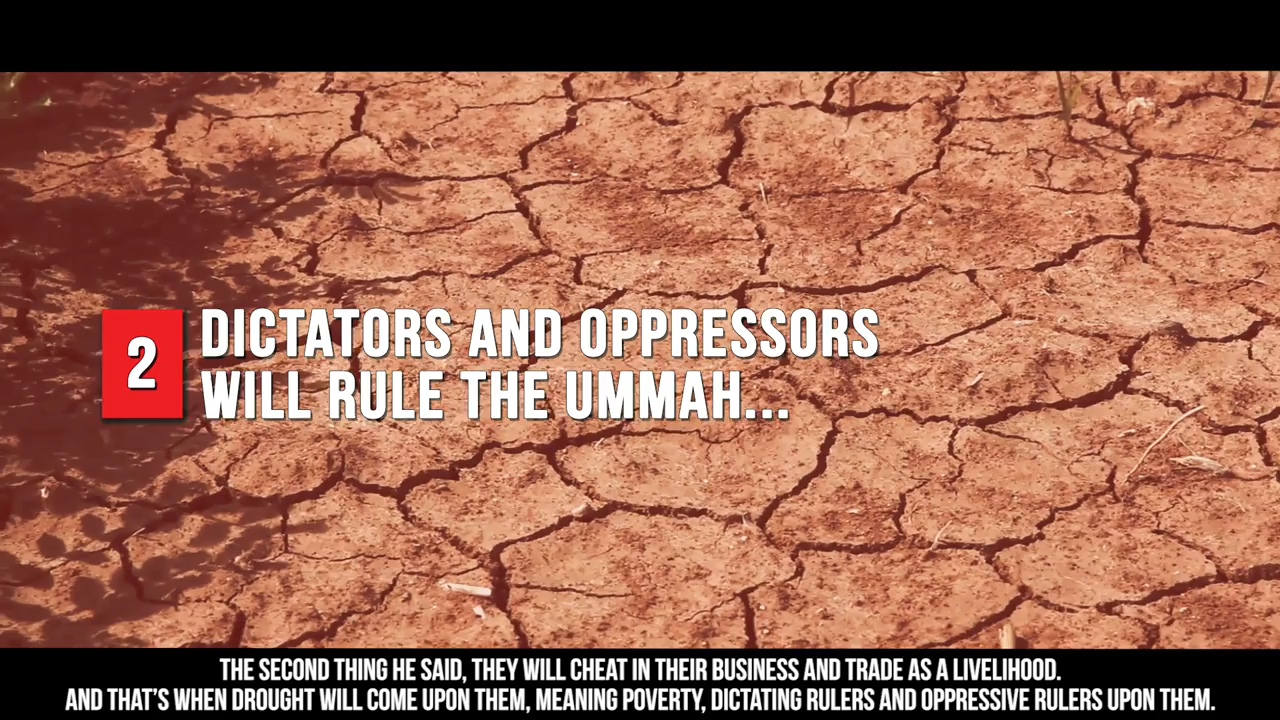 2
DICTATORS AND OPPRESSORS
WILL RULE THE UMMAH...
THE SECOND THING HE SAID, THEY WILL CHEAT IN THEIR BUSINESS AND TRADE AS A LIVELIHOOD.
AND THAT'S WHEN DROUGHT WILL COME UPON THEM, MEANING POVERTY, DICTATING RULERS AND OPPRESSIVE RULERS UPON THEM.